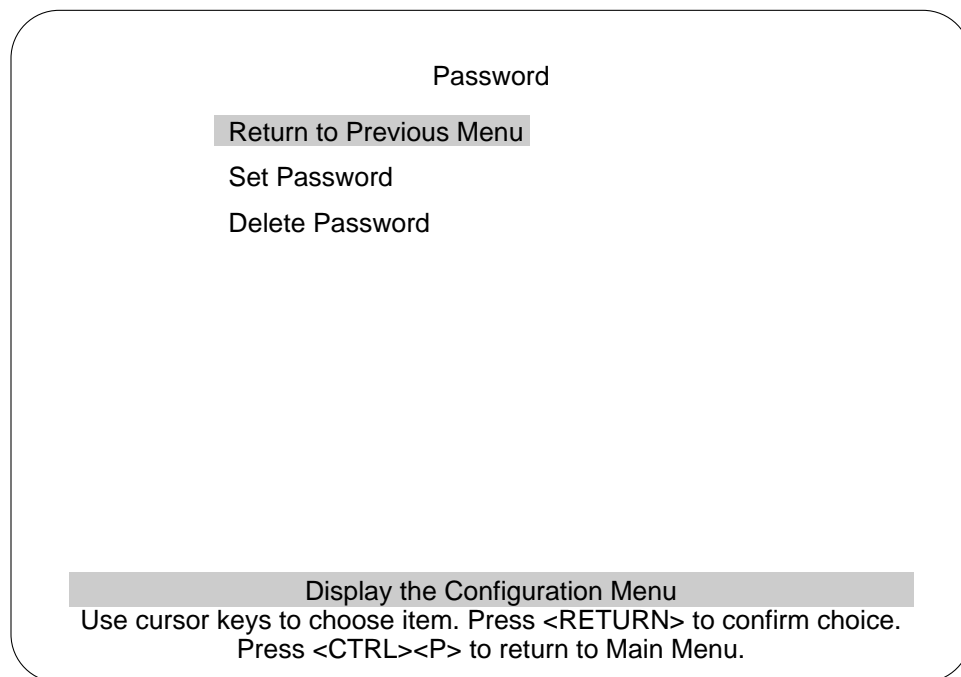 Password
Return to Previous Menu
Set Password
Delete Password
Display the Configuration Menu
Use cursor keys to choose item. Press <RETURN> to confirm choice.
Press <CTRL><P> to return to Main Menu.